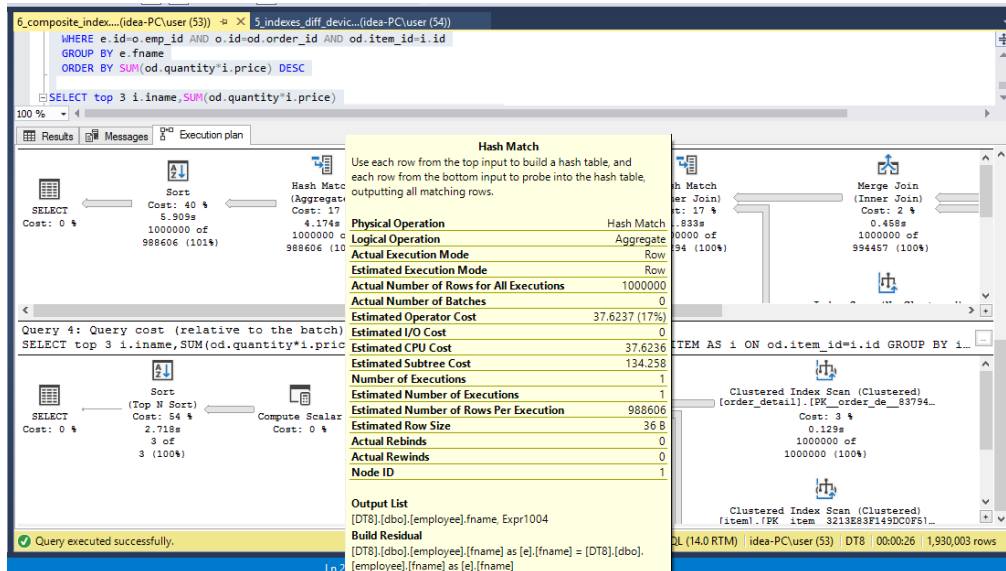 6_composite_index....(idea-PC\user (53))
5_indexes_diff_devic...(idea-PC\user (54))
WHERE e.id=o.emp_id AND o.id=od.order_id AND od.item_id=i.id
GROUP BY e.fname
ORDER BY SUM(od.quantity*i.price) DESC
SELECT top 3 i.iname,SUM(od.quantity*i.price)
100 %
Results
Messages
Execution plan
SELECT
Cost: 0 %
Sort
Cost: 40 %
5.909s
1000000 of
988606 (101%)
Hash Matc
(Aggregate
Cost: 17
4.174s
1000000 o
988606 (10
Hash Match
Use each row from the top input to build a hash table, and
each row from the bottom input to probe into the hash table,
outputting all matching rows.
Physical Operation Hash Match
Logical Operation Aggregate
Actual Execution Mode Row
Estimated Execution Mode Row
Actual Number of Rows for All Executions 1000000
Actual Number of Batches 0
Estimated Operator Cost 37.6237 (17%)
Estimated I/O Cost 0
Estimated CPU Cost 37.6236
Estimated Subtree Cost 134.258
Number of Executions 1
Estimated Number of Executions 1
Estimated Number of Rows Per Execution 988606
Estimated Row Size 36 B
Actual Rebinds 0
Actual Rewinds 0
Node ID 1
Output List
[DT8].[dbo].[employee].fname, Expr1004
Build Residual
[DT8].[dbo].[employee].[fname] as [e].[fname] = [DT8].[dbo].
[employee].[fname] as [e].[fname]
sh Match
er Join)
st: 17 %
.833s
0000 of
294 (100%)
Merge Join
(Inner Join)
Cost: 2 %
0.458s
1000000 of
994457 (100%)
Query 4: Query cost (relative to the batch)
SELECT top 3 i.iname,SUM(od.quantity*i.pric
ITEM AS i ON od.item_id=i.id GROUP BY i...
SELECT
Cost: 0 %
Sort
(Top N Sort)
Cost: 54 %
2.718s
3 of
3 (100%)
Compute Scalar
Cost: 0 %
Clustered Index Scan (Clustered)
[order_detail].[PK__order_de__83794…
Cost: 3 %
0.129s
1000000 of
1000000 (100%)
Clustered Index Scan (Clustered)
[item].[PK__item__3213E83F149DC0F5]…
Query executed successfully.
QL (14.0 RTM)
idea-PC\user (53)
DT8
00:00:26
1,930,003 rows
Ln 2